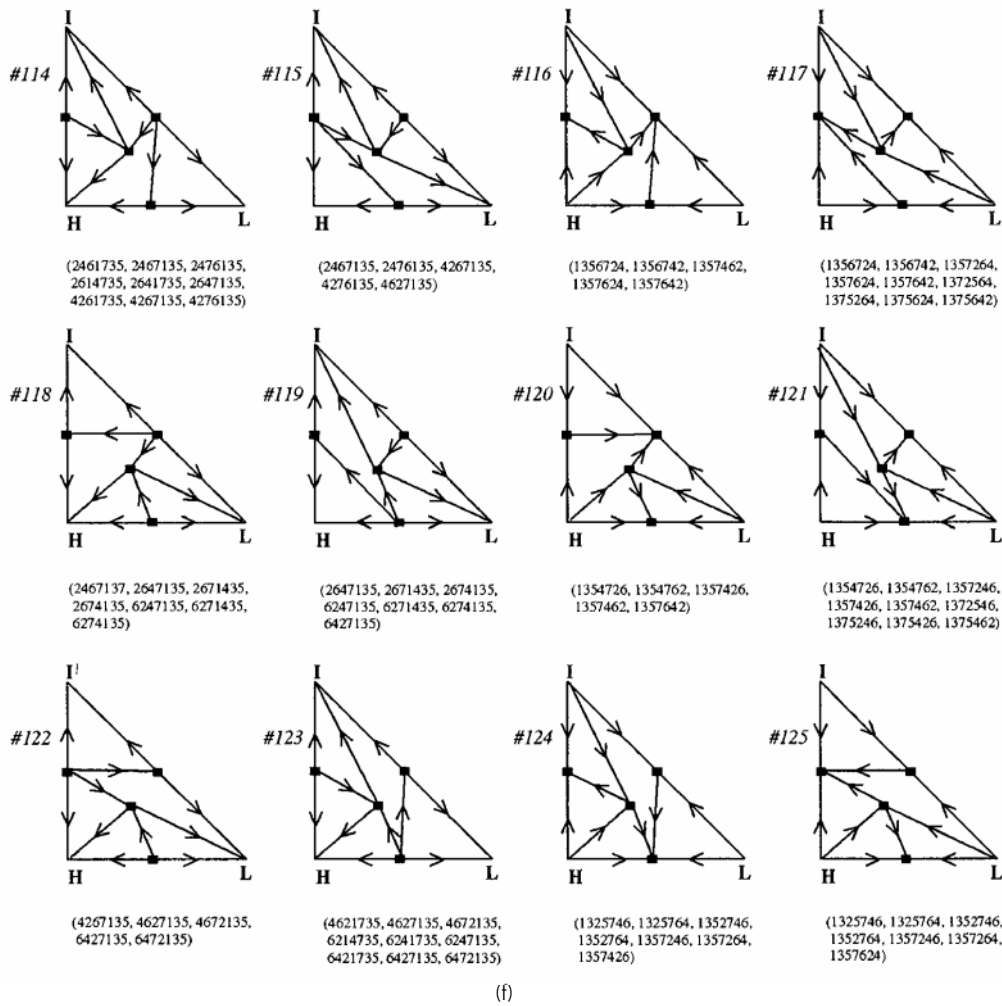 I I I I
#114 #115 #116 #117
H L H L H L H L
(2461735, 2467135, 2476135, (2467135, 2476135, 4267135, (1356724, 1356742, 1357462, (1356724, 1356742, 1357264,
2614735, 2641735, 2647135, 4276135, 4627135) 1357624, 1357642) 1357624, 1357642, 1372564,
4261735, 4267135, 4276135) 1375264, 1375624, 1375642)
I I I I
#118 #119 #120 #121
H L H L H L H L
(2467137, 2647135, 2671435, (2647135, 2671435, 2674135, (1354726, 1354762, 1357426, (1354726, 1354762, 1357246,
2674135, 6247135, 6271435, 6247135, 6271435, 6274135, 1357462, 1357642) 1357426, 1357462, 1372546,
6274135) 6427135) 1375246, 1375426, 1375462)
I I I I
#122 #123 #124 #125
H L H L H L H L
(4267135, 4627135, 4672135, (4621735, 4627135, 4672135, (1325746, 1325764, 1352746, (1325746, 1325764, 1352746,
6427135, 6472135) 6214735, 6241735, 6247135, 1352764, 1357246, 1357264, 1352764, 1357246, 1357264,
6421735, 6427135, 6472135) 1357426) 1357624)
(f)